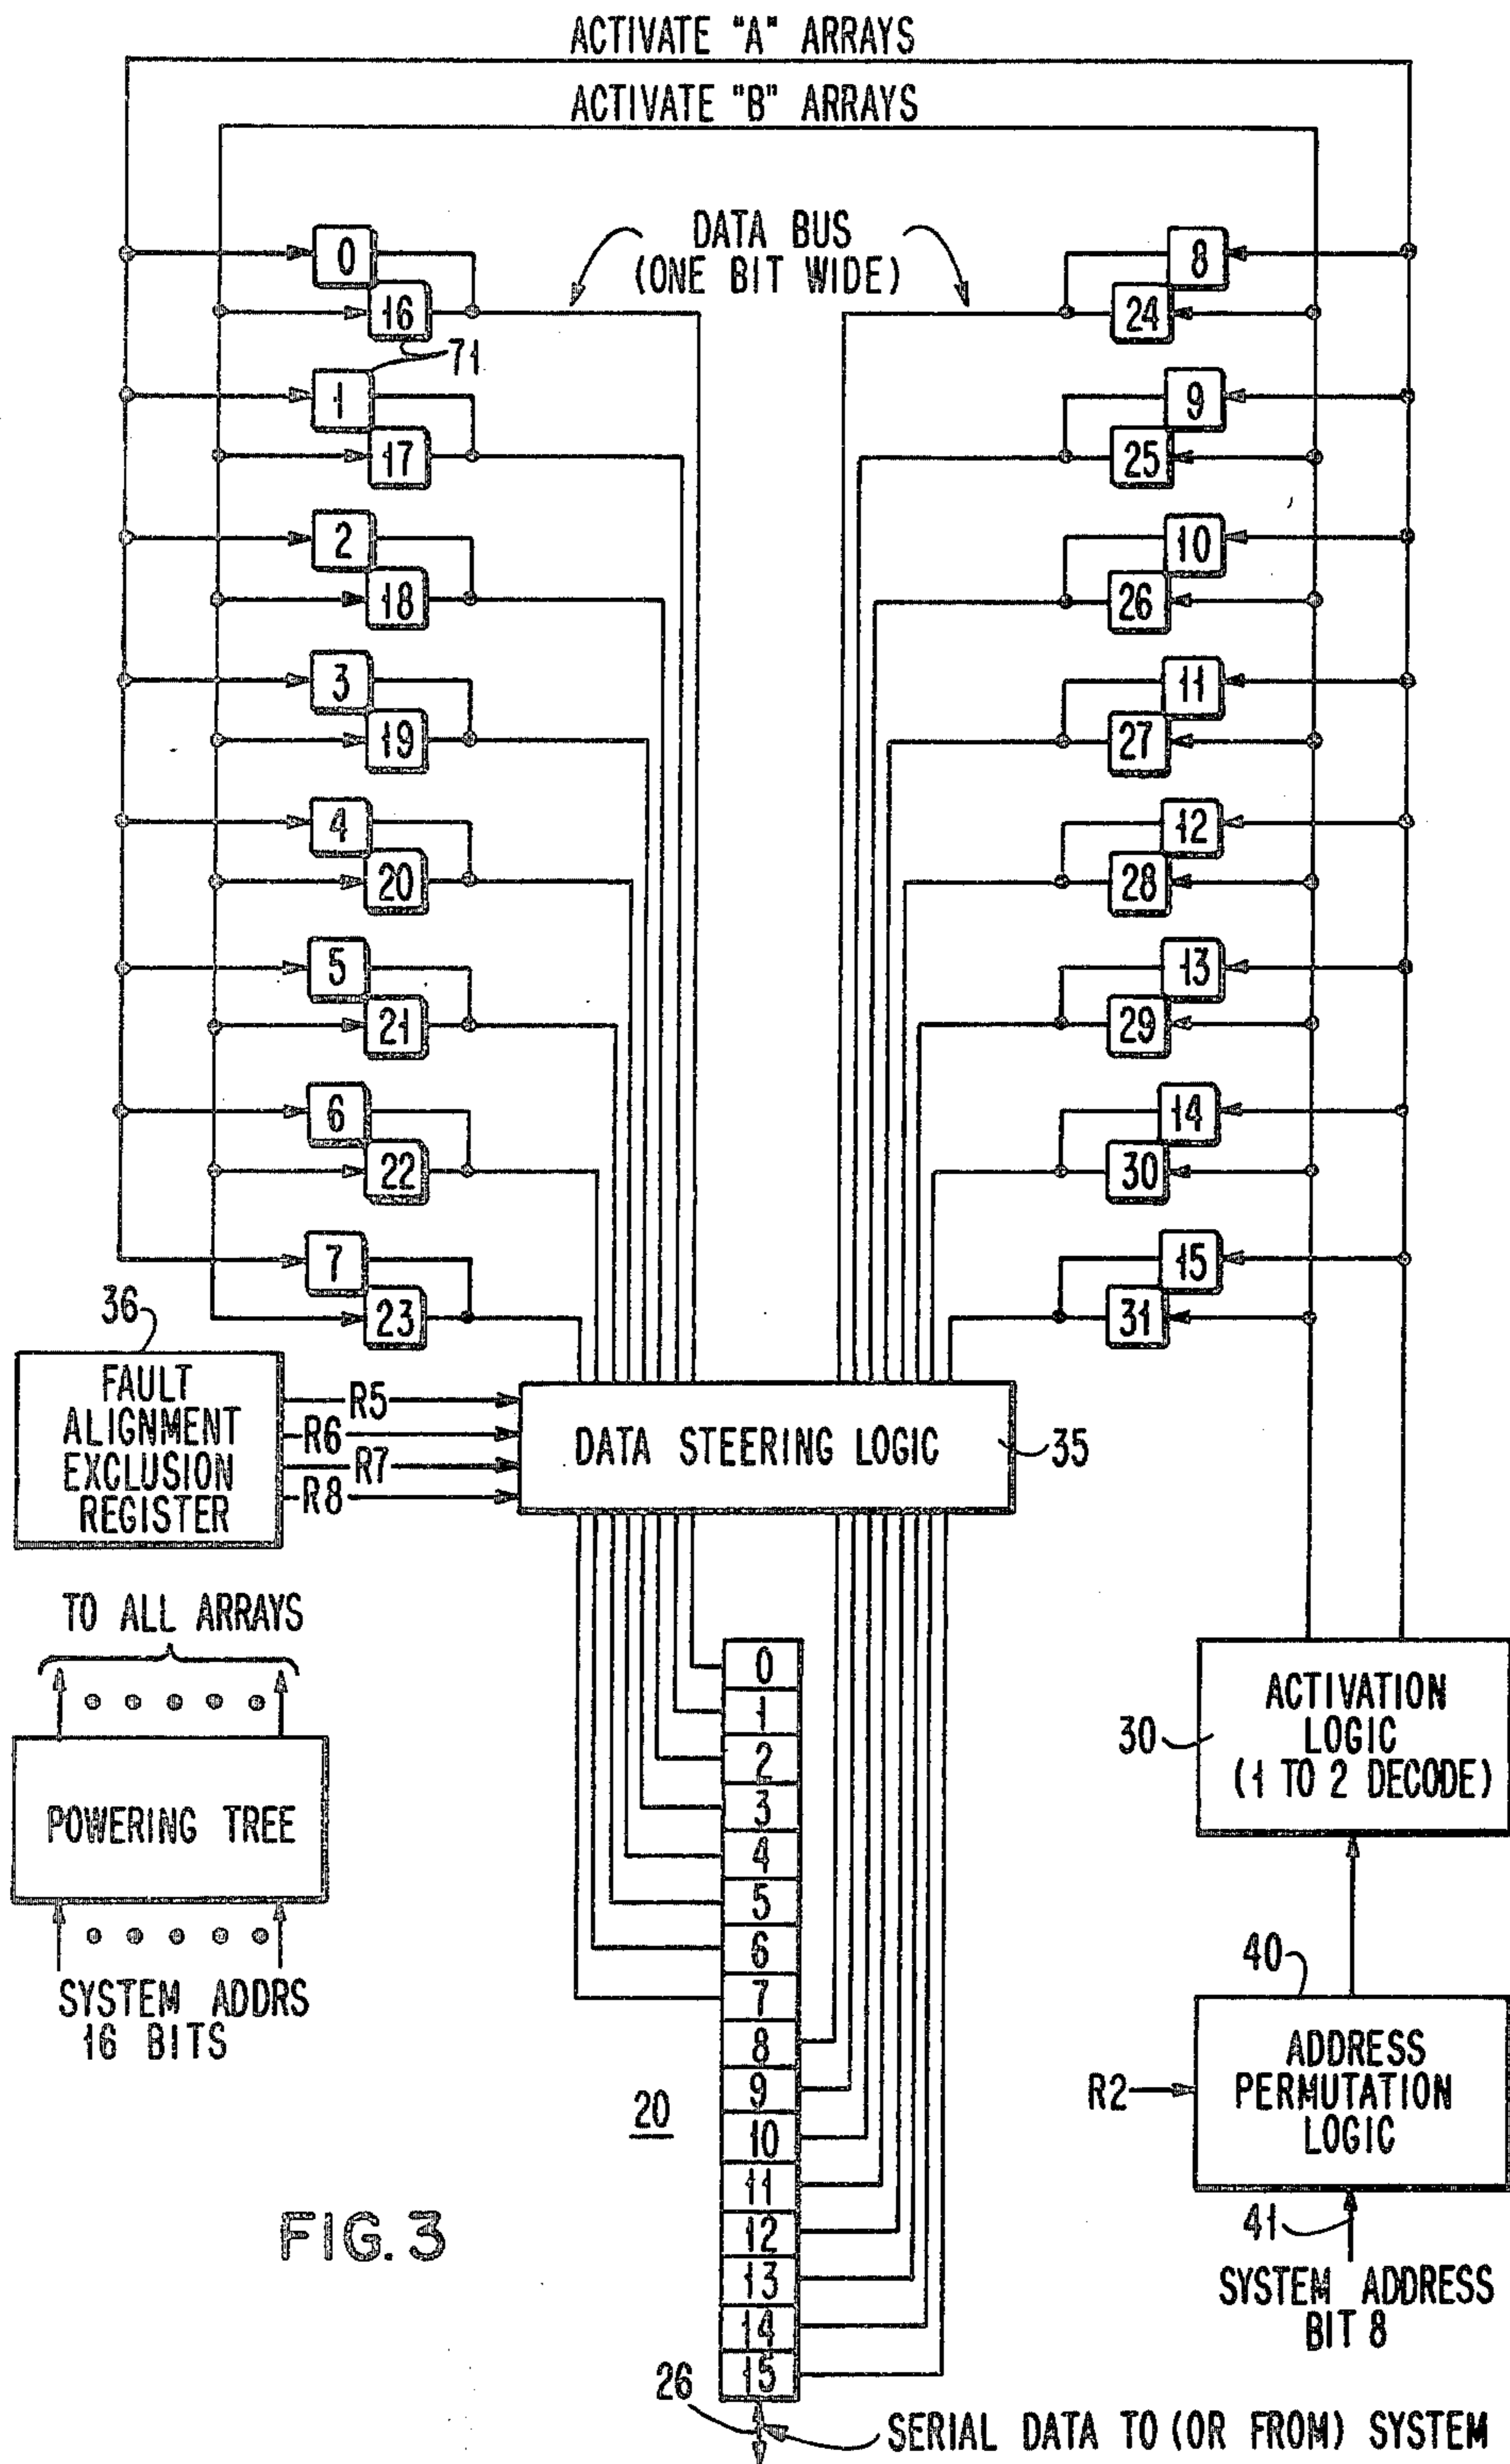 ACTIVATE "A" ARRAYS
ACTIVATE "B" ARRAYS
DATA BUS
(ONE BIT WIDE)
0
16
71
1
17
2
18
3
19
4
20
5
21
6
22
7
23
8
24
9
25
10
26
11
27
12
28
13
29
14
30
15
31
36
FAULT
ALIGNMENT
EXCLUSION
REGISTER
R5
R6
R7
R8
DATA STEERING LOGIC
35
TO ALL ARRAYS
POWERING TREE
SYSTEM ADDRS
16 BITS
0
1
2
3
4
5
6
7
8
9
10
11
12
13
14
15
20
26
SERIAL DATA TO (OR FROM) SYSTEM
30
ACTIVATION
LOGIC
(1 TO 2 DECODE)
40
R2
ADDRESS
PERMUTATION
LOGIC
41
SYSTEM ADDRESS
BIT 8
FIG. 3